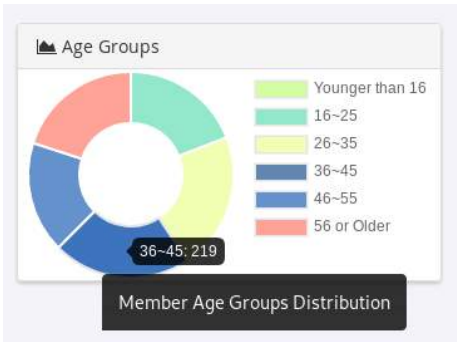 Age Groups
Younger than 16
16~25
26~35
36~45
46~55
56 or Older
36~45: 219
Member Age Groups Distribution